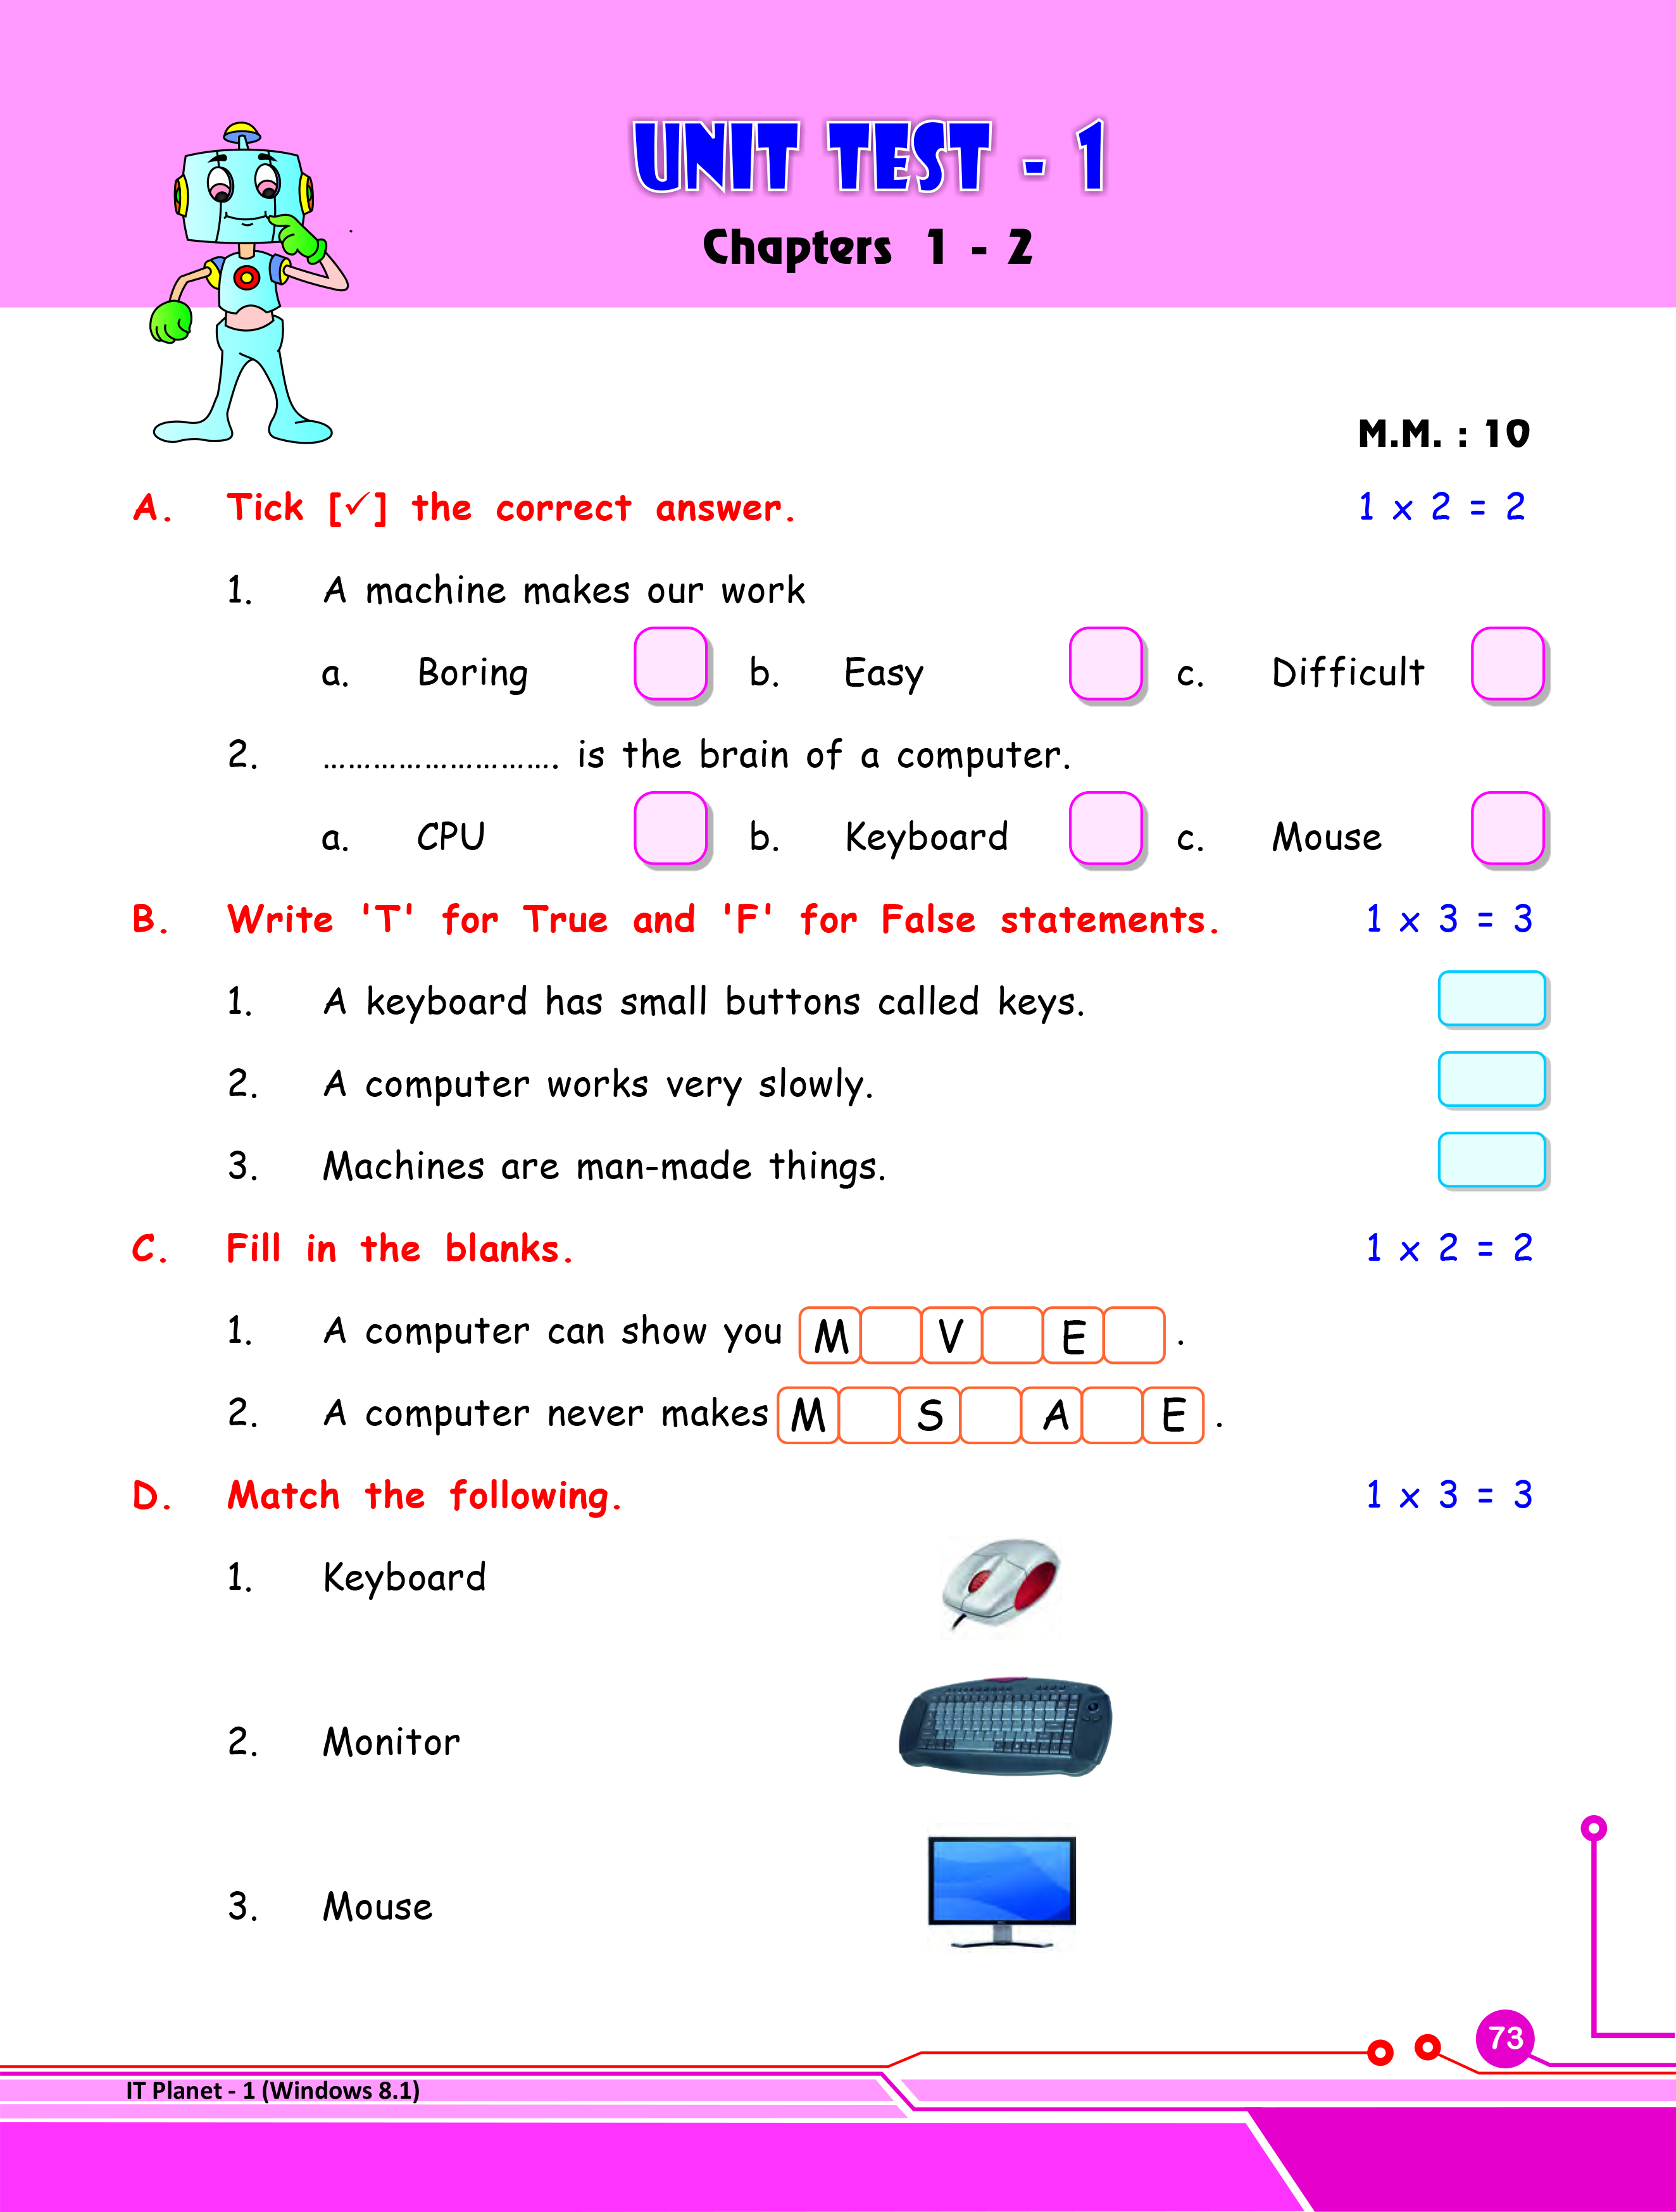 UNIT TEST - 1
Chapters 1 - 2
M.M. : 10
A. Tick [✓] the correct answer. 1 x 2 = 2
1. A machine makes our work
a. Boring b. Easy c. Difficult
2. .......................... is the brain of a computer.
a. CPU b. Keyboard c. Mouse
B. Write 'T' for True and 'F' for False statements. 1 x 3 = 3
1. A keyboard has small buttons called keys.
2. A computer works very slowly.
3. Machines are man-made things.
C. Fill in the blanks. 1 x 2 = 2
1. A computer can show you M V E .
2. A computer never makes M S A E .
D. Match the following. 1 x 3 = 3
1. Keyboard
2. Monitor
3. Mouse
73
IT Planet - 1 (Windows 8.1)